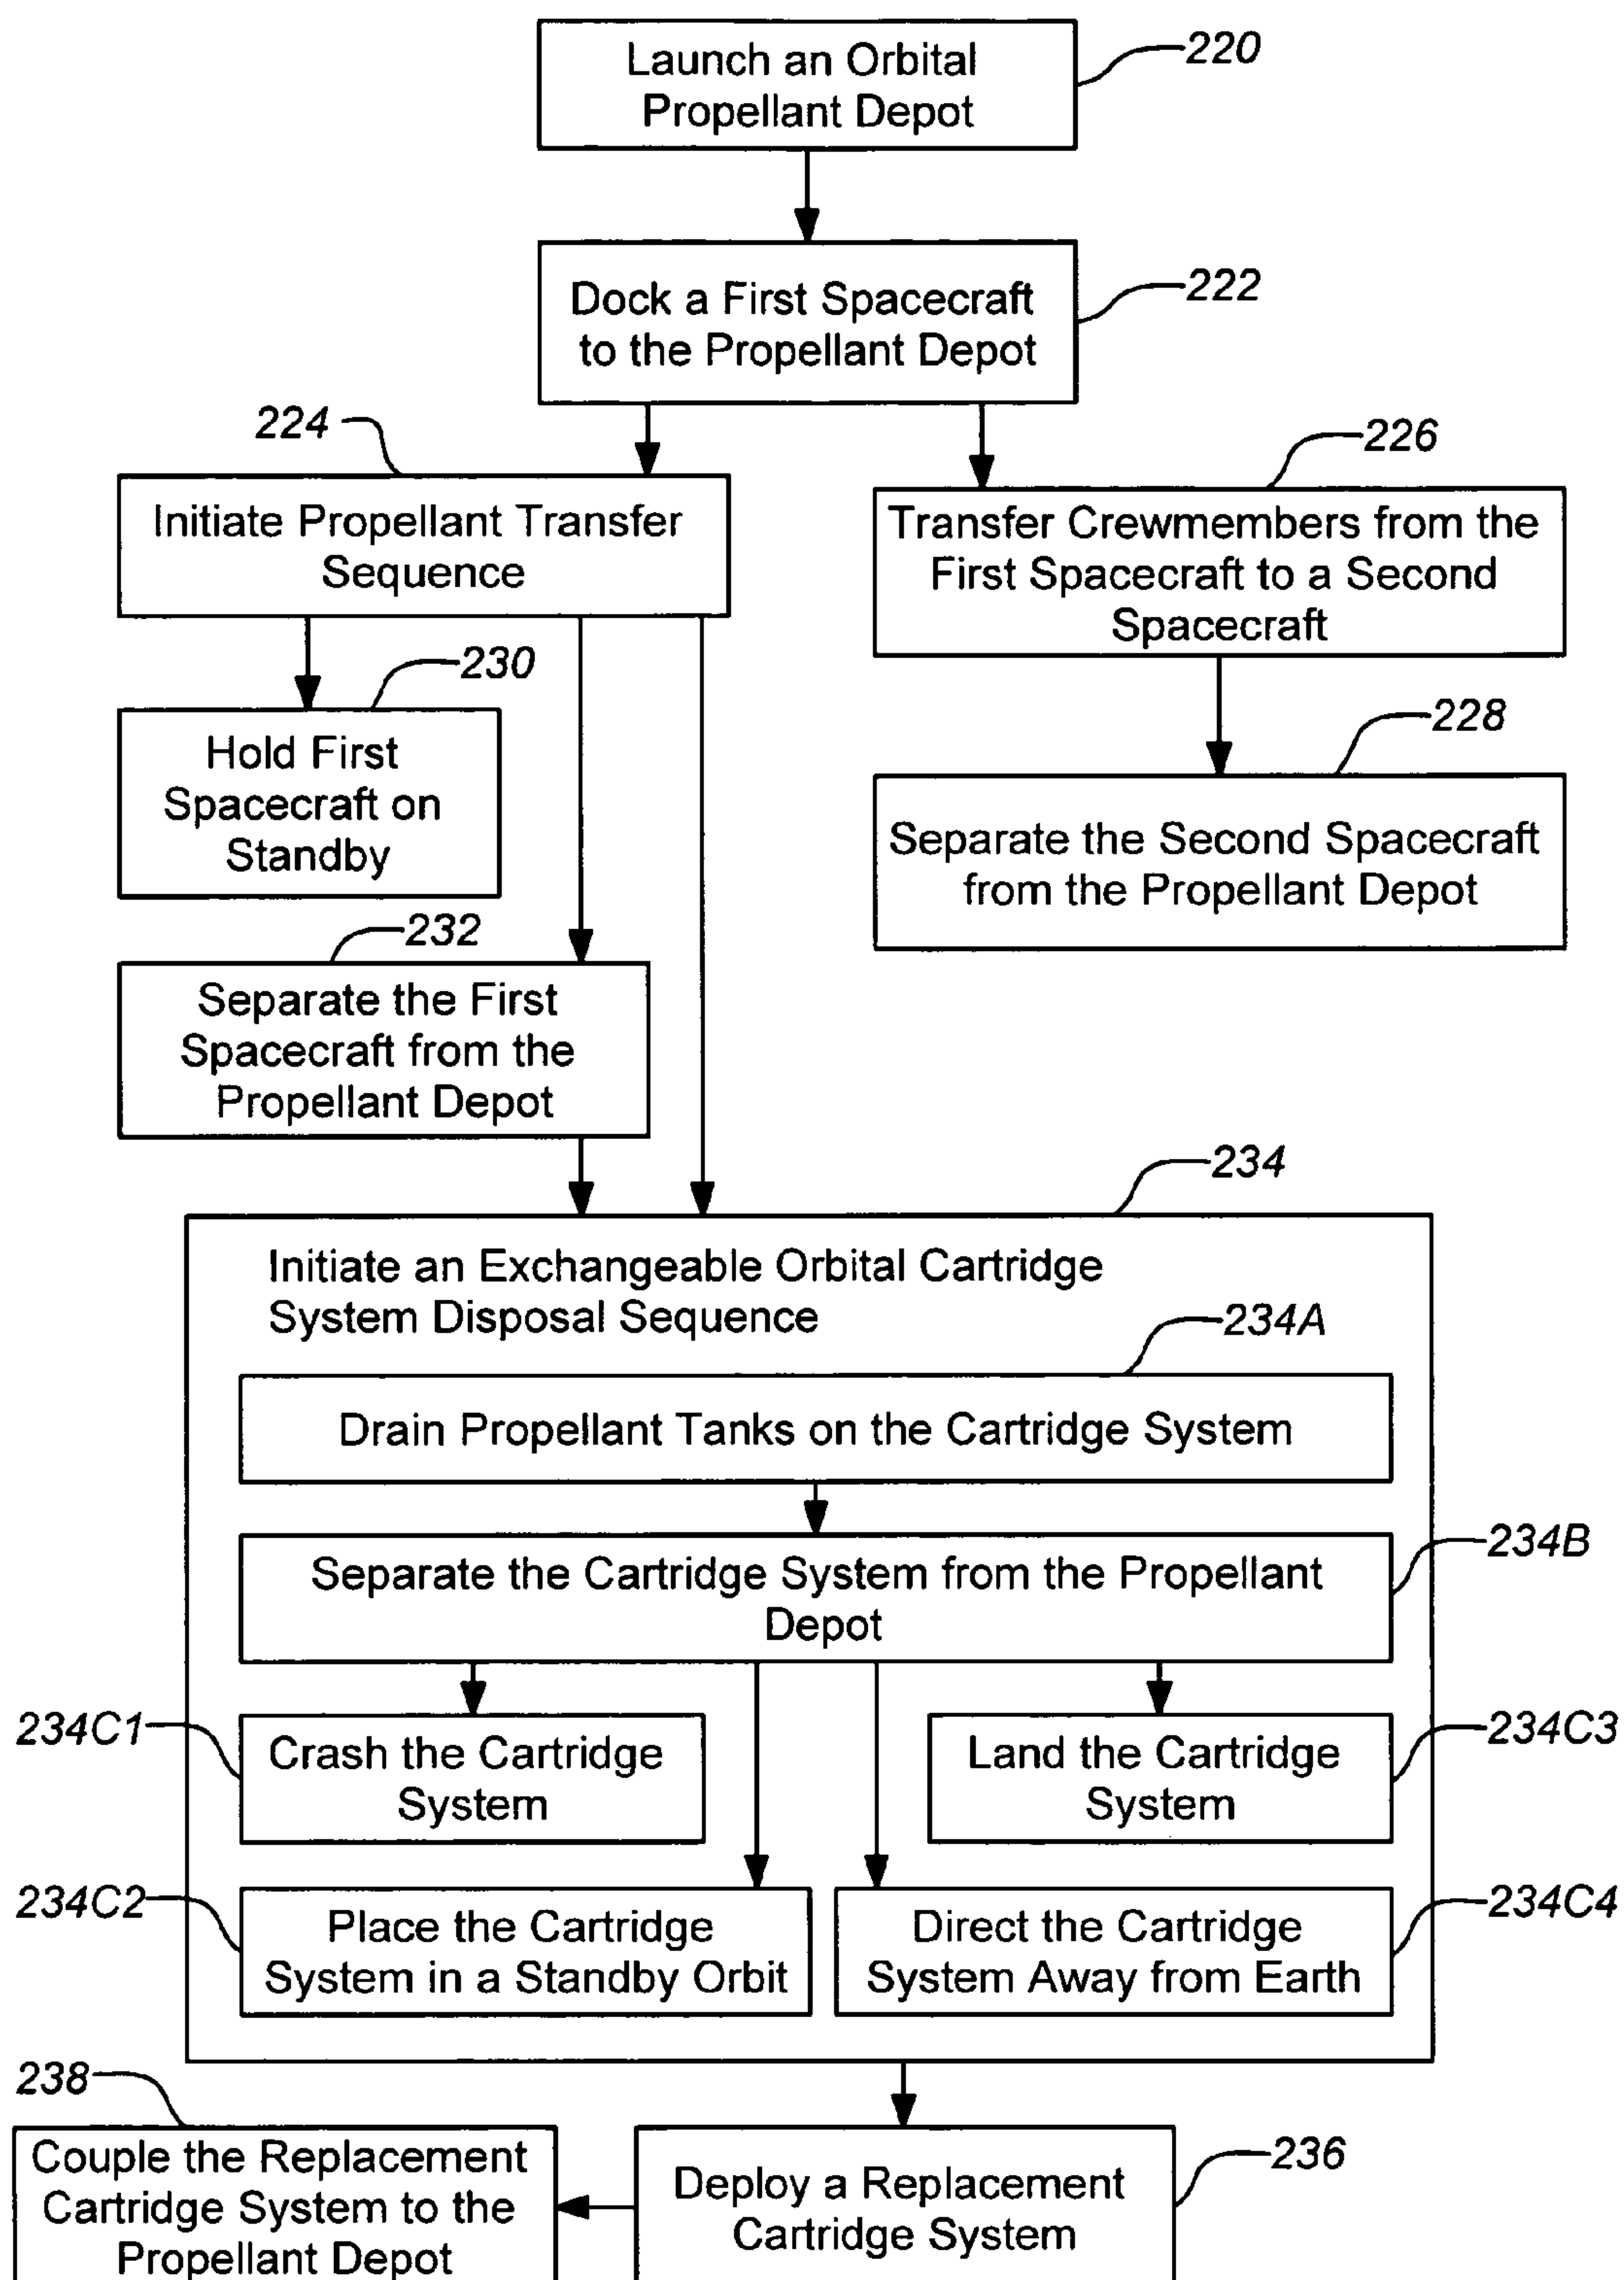 Launch an Orbital
Propellant Depot
220
Dock a First Spacecraft
to the Propellant Depot
222
224
Initiate Propellant Transfer
Sequence
226
Transfer Crewmembers from the
First Spacecraft to a Second
Spacecraft
230
Hold First
Spacecraft on
Standby
228
Separate the Second Spacecraft
from the Propellant Depot
232
Separate the First
Spacecraft from the
Propellant Depot
234
Initiate an Exchangeable Orbital Cartridge
System Disposal Sequence
234A
Drain Propellant Tanks on the Cartridge System
234B
Separate the Cartridge System from the Propellant
Depot
234C1
Crash the Cartridge
System
234C3
Land the Cartridge
System
234C2
Place the Cartridge
System in a Standby Orbit
234C4
Direct the Cartridge
System Away from Earth
238
Couple the Replacement
Cartridge System to the
Propellant Depot
236
Deploy a Replacement
Cartridge System